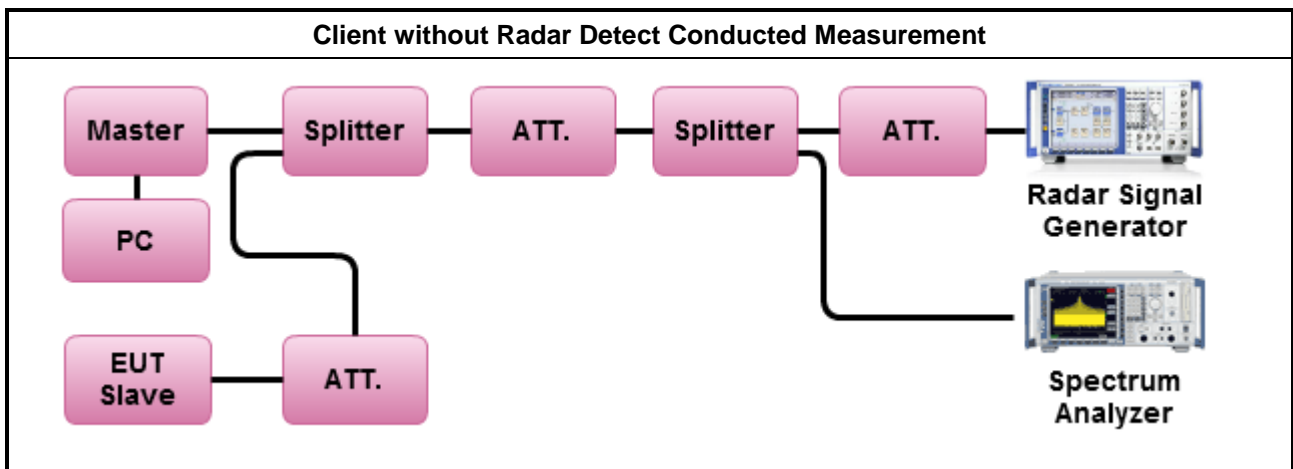 Client without Radar Detect Conducted Measurement
Master
Splitter
ATT.
Splitter
ATT.
Radar Signal
Generator
PC
EUT
Slave
ATT.
Spectrum
Analyzer